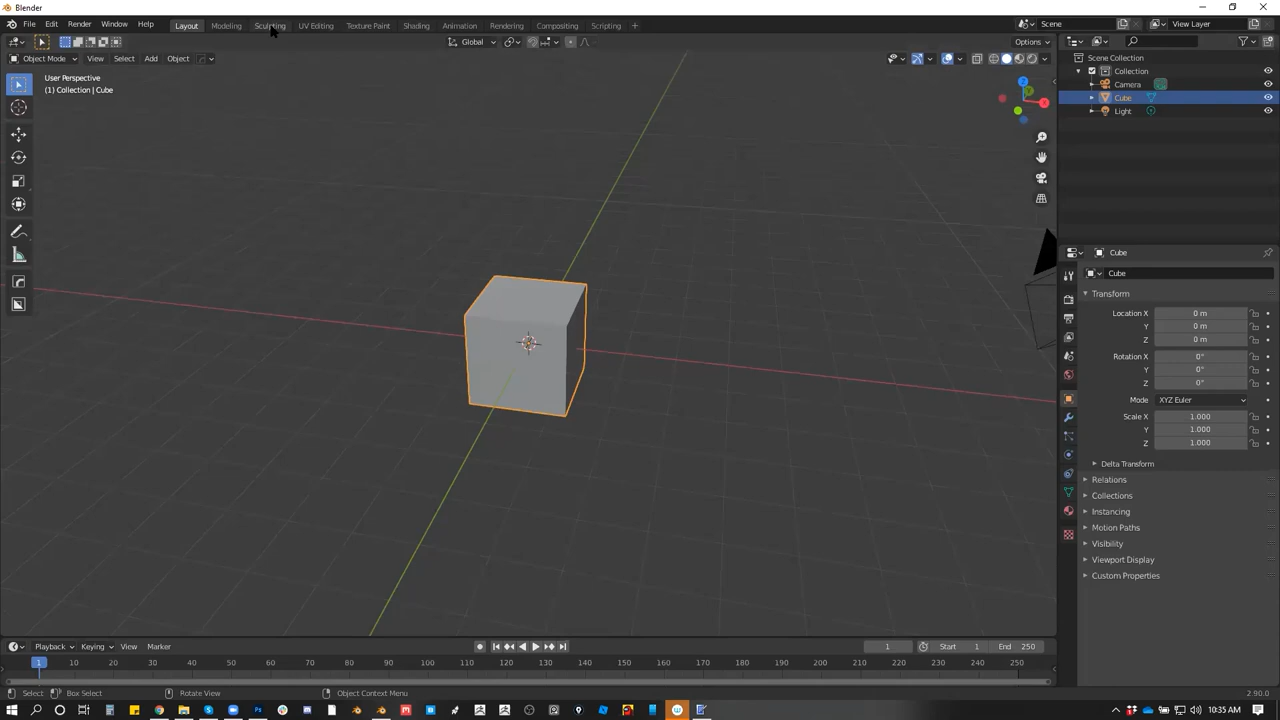 Blender
File Edit Render Window Help Layout Modeling Sculpting UV Editing Texture Paint Shading Animation Rendering Compositing Scripting + Scene View Layer
Global Options
Object Mode View Select Add Object
User Perspective
(1) Collection | Cube
X
Y
Z
Scene Collection
Collection
Camera
Cube
Light
Cube
Cube
Transform
Location X 0 m
Y 0 m
Z 0 m
Rotation X 0°
Y 0°
Z 0°
Mode XYZ Euler
Scale X 1.000
Y 1.000
Z 1.000
Delta Transform
Relations
Collections
Instancing
Motion Paths
Visibility
Viewport Display
Custom Properties
Playback Keying View Marker 1 Start 1 End 250
1 10 20 30 40 50 60 70 80 90 100 110 120 130 140 150 160 170 180 190 200 210 220 230 240 250
Select Box Select Rotate View Object Context Menu 2.90.0
10:35 AM